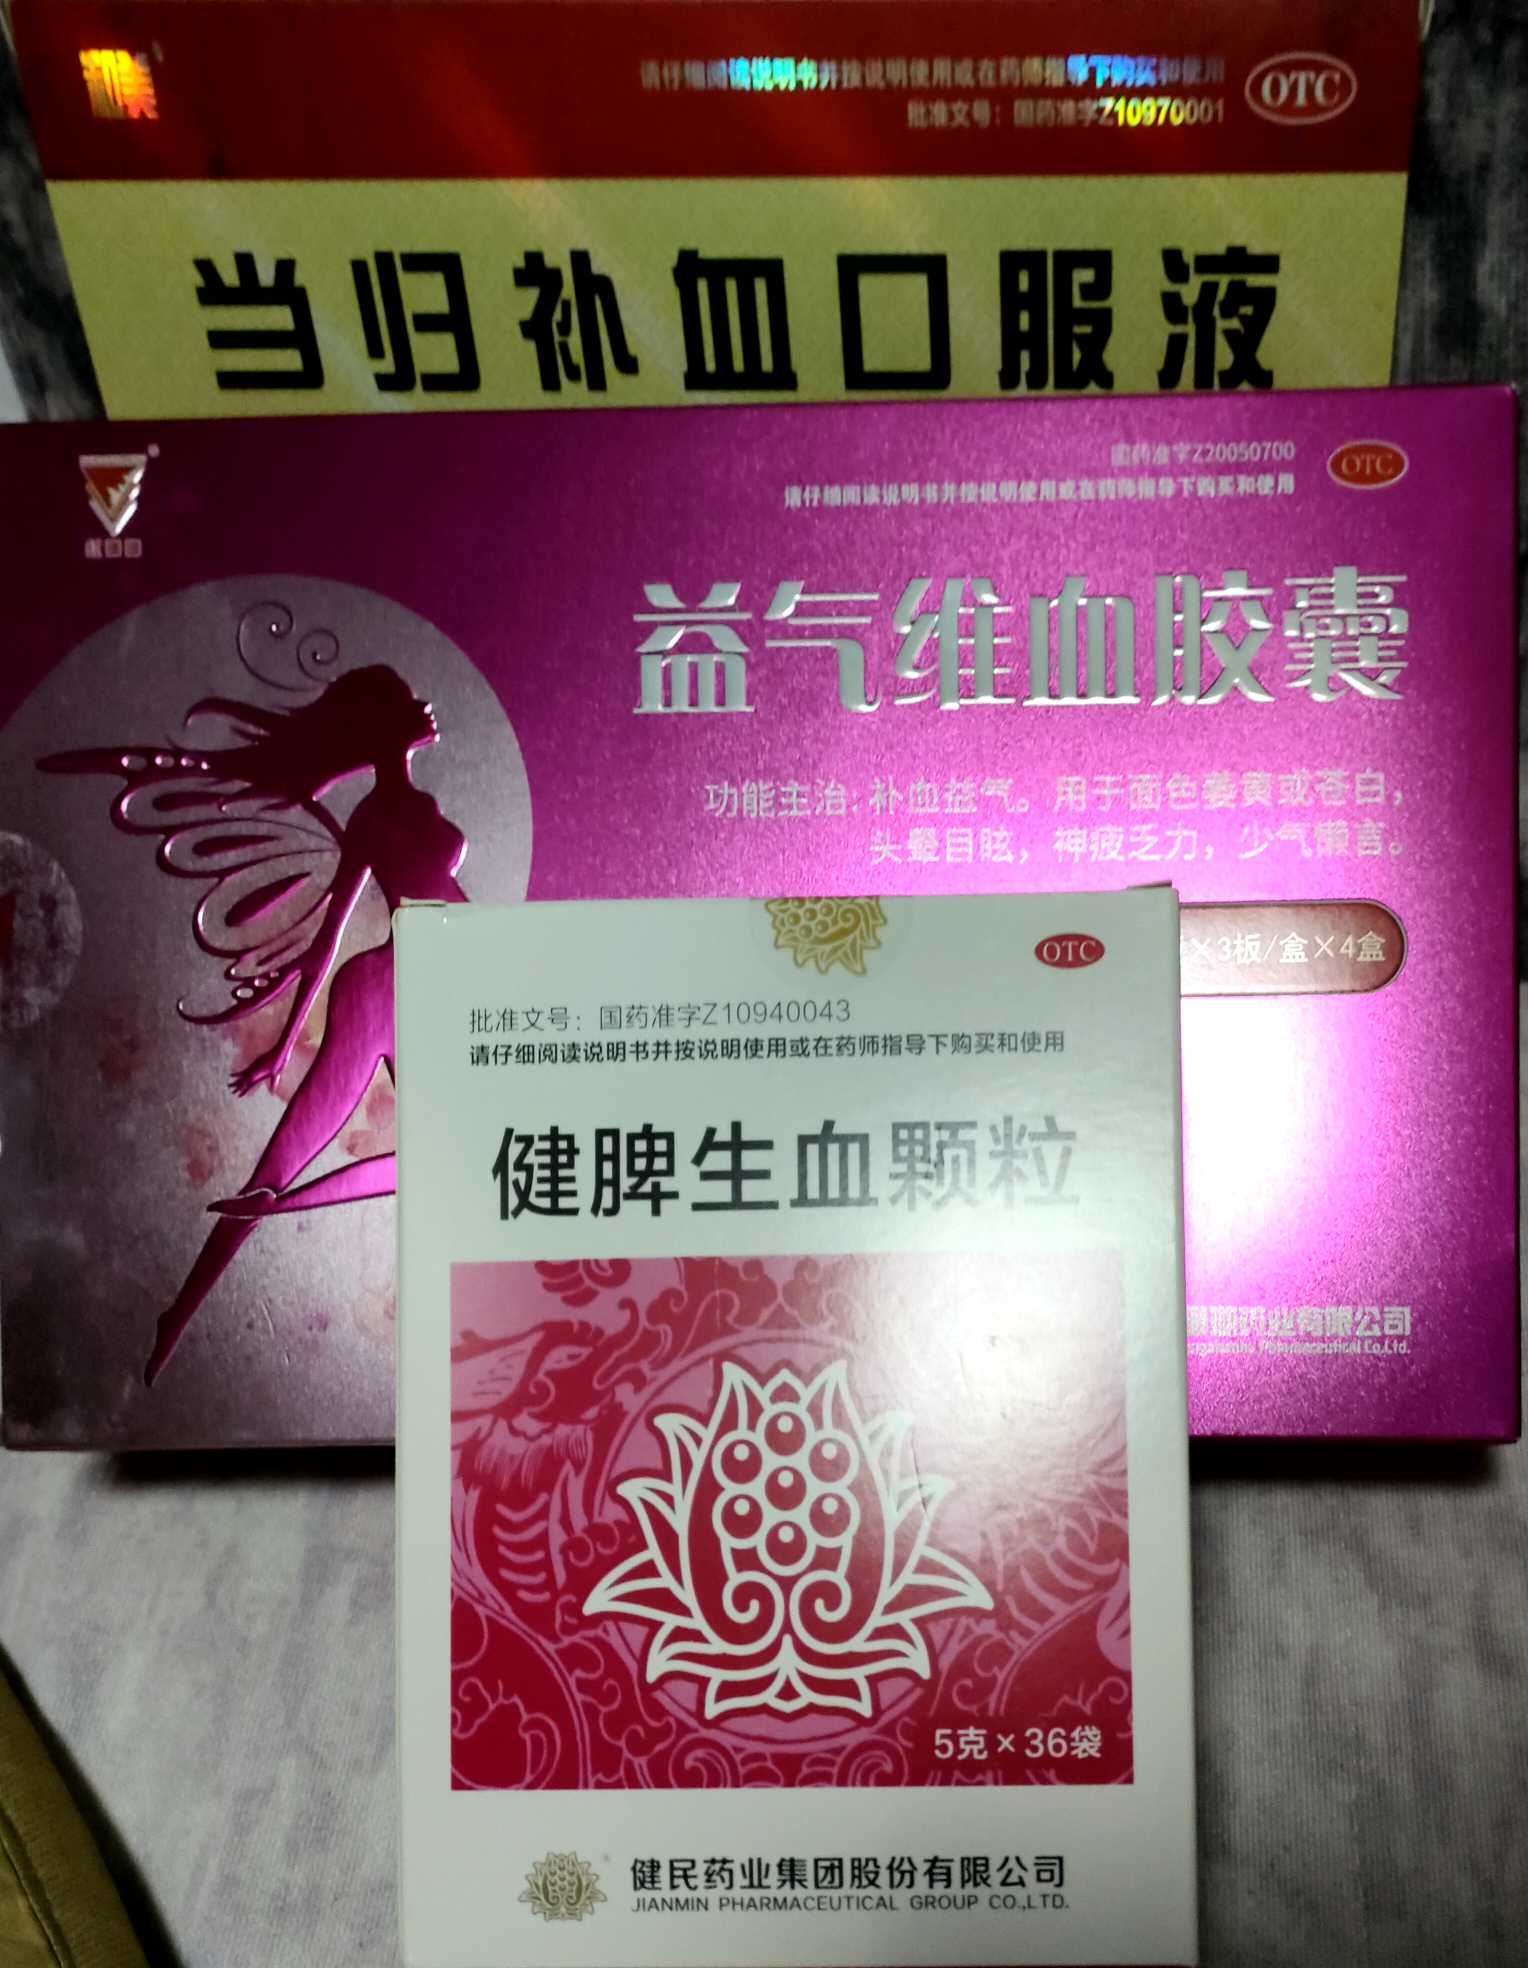 和美
请仔细阅读说明书并按说明使用或在药师指导下购买和使用
批准文号：国药准字Z10970001
OTC
当归补血口服液
国药准字Z20050700
请仔细阅读说明书并按说明使用或在药师指导下购买和使用
OTC
益气维血胶囊
功能主治：补血益气。用于面色萎黄或苍白，
头晕目眩，神疲乏力，少气懒言。
×3板/盒×4盒
药业有限公司
Pharmaceutical Co.,Ltd.
OTC
批准文号：国药准字Z10940043
请仔细阅读说明书并按说明使用或在药师指导下购买和使用
健脾生血颗粒
5克×36袋
健民药业集团股份有限公司
JIANMIN PHARMACEUTICAL GROUP CO.,LTD.